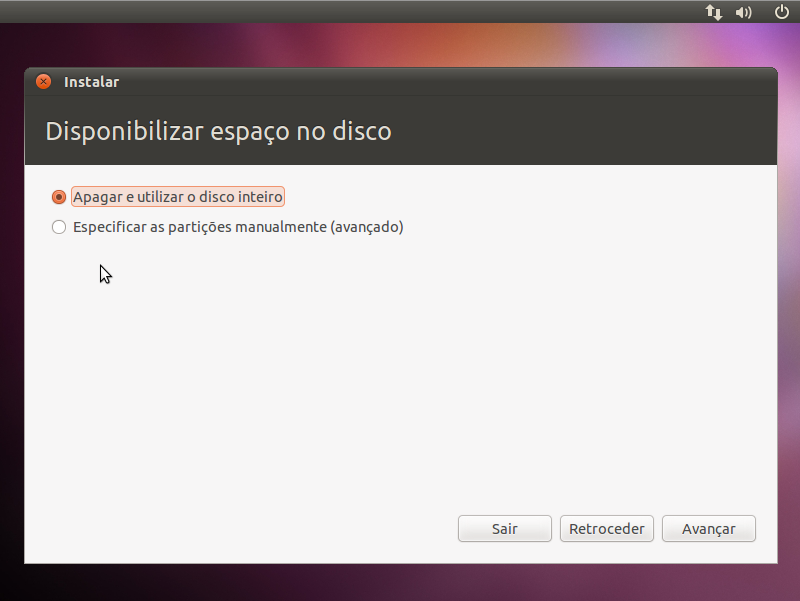 Instalar
Disponibilizar espaço no disco
Apagar e utilizar o disco inteiro
Especificar as partições manualmente (avançado)
Sair Retroceder Avançar